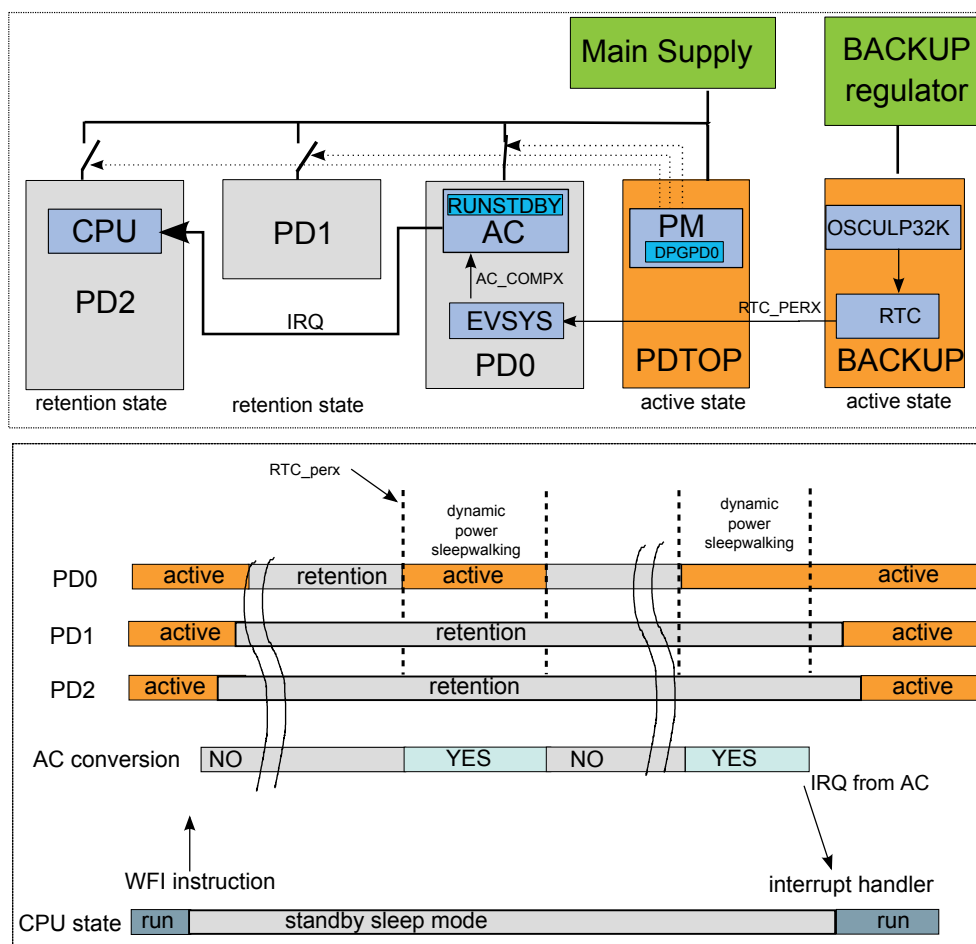 Main Supply
BACKUP
regulator
CPU
PD2
retention state
PD1
retention state
IRQ
RUNSTDBY
AC
AC_COMPX
EVSYS
PD0
PM
DPGPD0
PDTOP
active state
RTC_PERX
OSCULP32K
RTC
BACKUP
active state
RTC_perx
dynamic
power
sleepwalking
dynamic
power
sleepwalking
PD0 active retention active active
PD1 active retention active
PD2 active retention active
AC conversion NO YES NO YES
IRQ from AC
WFI instruction
interrupt handler
CPU state run standby sleep mode run